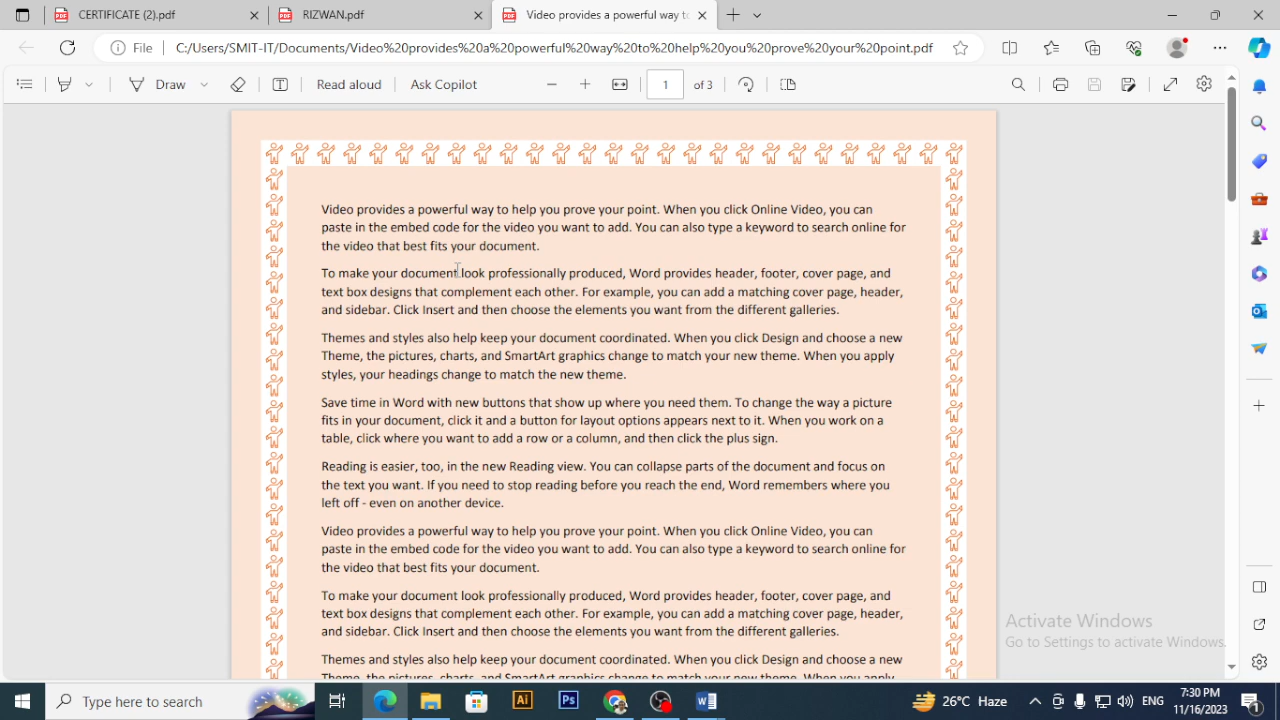 CERTIFICATE (2).pdf
RIZWAN.pdf
Video provides a powerful way to
File
C:/Users/SMIT-IT/Documents/Video%20provides%20a%20powerful%20way%20to%20help%20you%20prove%20your%20point.pdf
Draw
Read aloud
Ask Copilot
1
of 3
Video provides a powerful way to help you prove your point. When you click Online Video, you can
paste in the embed code for the video you want to add. You can also type a keyword to search online for
the video that best fits your document.
To make your document look professionally produced, Word provides header, footer, cover page, and
text box designs that complement each other. For example, you can add a matching cover page, header,
and sidebar. Click Insert and then choose the elements you want from the different galleries.
Themes and styles also help keep your document coordinated. When you click Design and choose a new
Theme, the pictures, charts, and SmartArt graphics change to match your new theme. When you apply
styles, your headings change to match the new theme.
Save time in Word with new buttons that show up where you need them. To change the way a picture
fits in your document, click it and a button for layout options appears next to it. When you work on a
table, click where you want to add a row or a column, and then click the plus sign.
Reading is easier, too, in the new Reading view. You can collapse parts of the document and focus on
the text you want. If you need to stop reading before you reach the end, Word remembers where you
left off - even on another device.
Video provides a powerful way to help you prove your point. When you click Online Video, you can
paste in the embed code for the video you want to add. You can also type a keyword to search online for
the video that best fits your document.
To make your document look professionally produced, Word provides header, footer, cover page, and
text box designs that complement each other. For example, you can add a matching cover page, header,
and sidebar. Click Insert and then choose the elements you want from the different galleries.
Themes and styles also help keep your document coordinated. When you click Design and choose a new
Theme, the pictures, charts, and SmartArt graphics change to match your new theme. When you apply
Activate Windows
Go to Settings to activate Windows.
Type here to search
Ai
Ps
26°C Haze
ENG
7:30 PM
11/16/2023
1